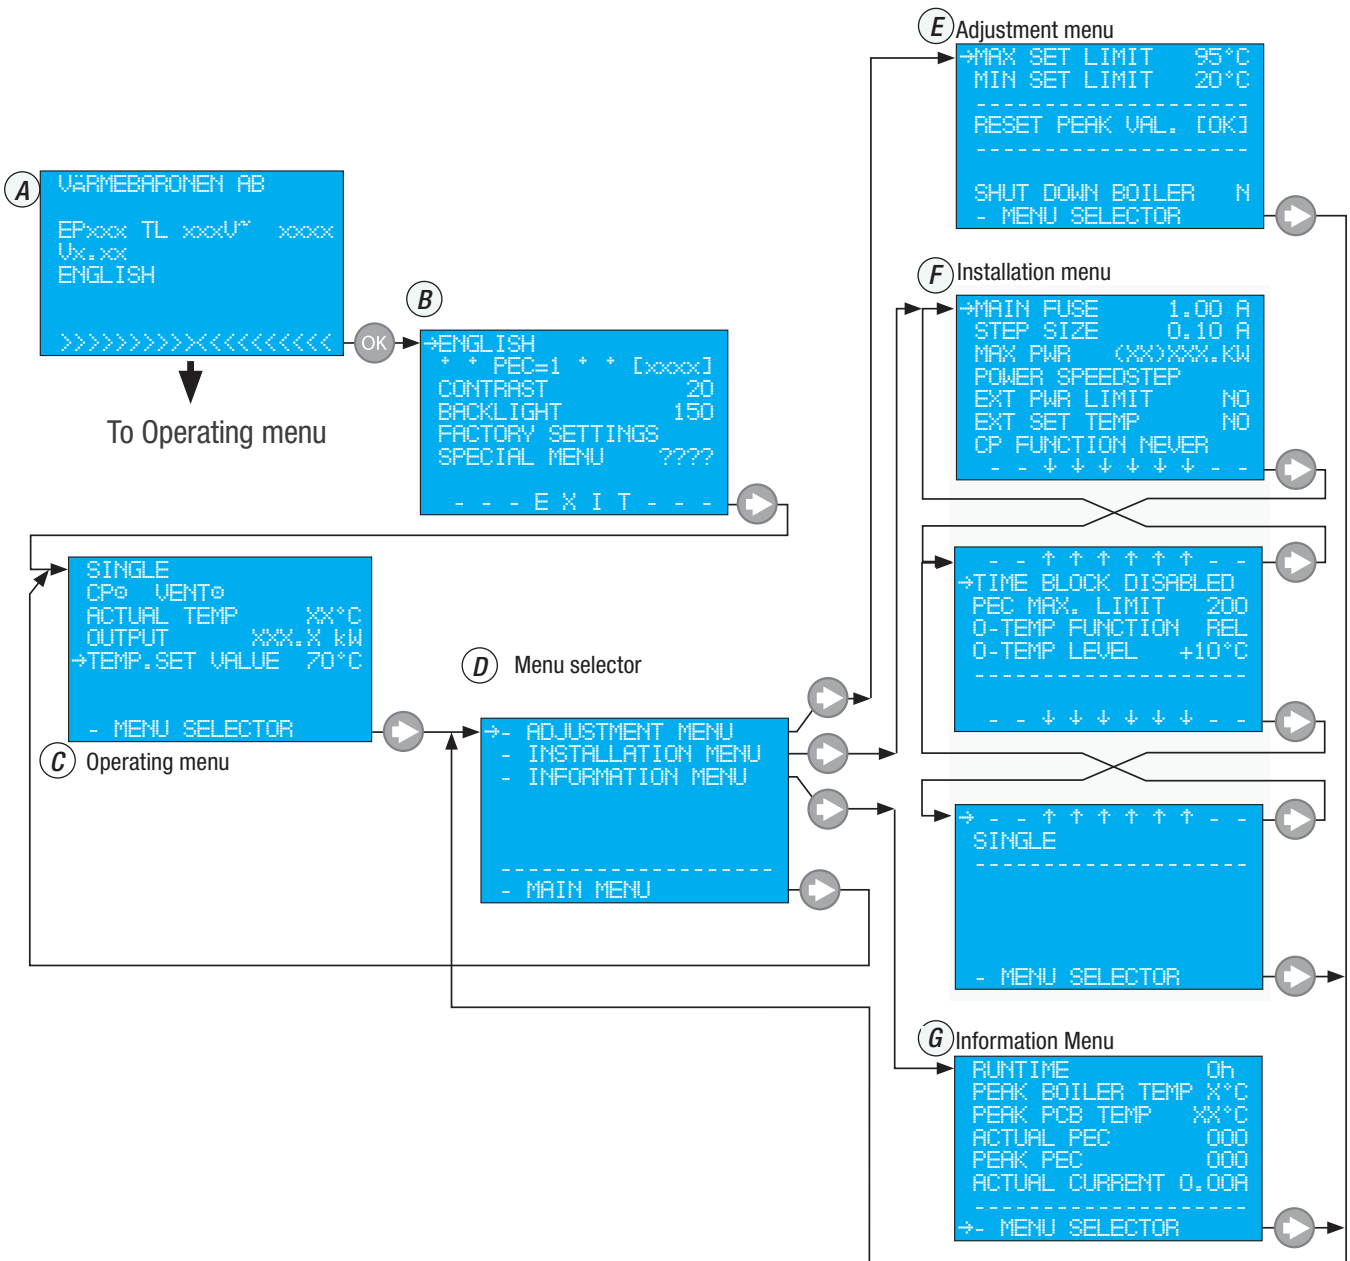 A
VäRMEBARONEN AB
EPxxx TL xxxV~ xxxx
Vx.xx
ENGLISH
>>>>>>>>>><<<<<<<<<<
OK
To Operating menu
B
→ENGLISH
* * PEC=1 * * [xxxx]
CONTRAST 20
BACKLIGHT 150
FACTORY SETTINGS
SPECIAL MENU ????
- - - E X I T - - -
SINGLE
CP⊙ VENT⊙
ACTUAL TEMP XX°C
OUTPUT XXX.X kW
→TEMP.SET VALUE 70°C
- MENU SELECTOR
C Operating menu
D Menu selector
→- ADJUSTMENT MENU
- INSTALLATION MENU
- INFORMATION MENU
--------------------
- MAIN MENU
E Adjustment menu
→MAX SET LIMIT 95°C
MIN SET LIMIT 20°C
--------------------
RESET PEAK VAL. [OK]
--------------------
SHUT DOWN BOILER N
- MENU SELECTOR
F Installation menu
→MAIN FUSE 1.00 A
STEP SIZE 0.10 A
MAX PWR (XX)XXX.kW
POWER SPEEDSTEP
EXT PWR LIMIT NO
EXT SET TEMP NO
CP FUNCTION NEVER
- - ↓ ↓ ↓ ↓ ↓ ↓ - -
- - ↑ ↑ ↑ ↑ ↑ ↑ - -
→TIME BLOCK DISABLED
PEC MAX. LIMIT 200
O-TEMP FUNCTION REL
O-TEMP LEVEL +10°C
--------------------
- - ↓ ↓ ↓ ↓ ↓ ↓ - -
→ - - ↑ ↑ ↑ ↑ ↑ ↑ - -
SINGLE
--------------------
- MENU SELECTOR
G Information Menu
RUNTIME 0h
PEAK BOILER TEMP X°C
PEAK PCB TEMP XX°C
ACTUAL PEC 000
PEAK PEC 000
ACTUAL CURRENT 0.00A
--------------------
→- MENU SELECTOR